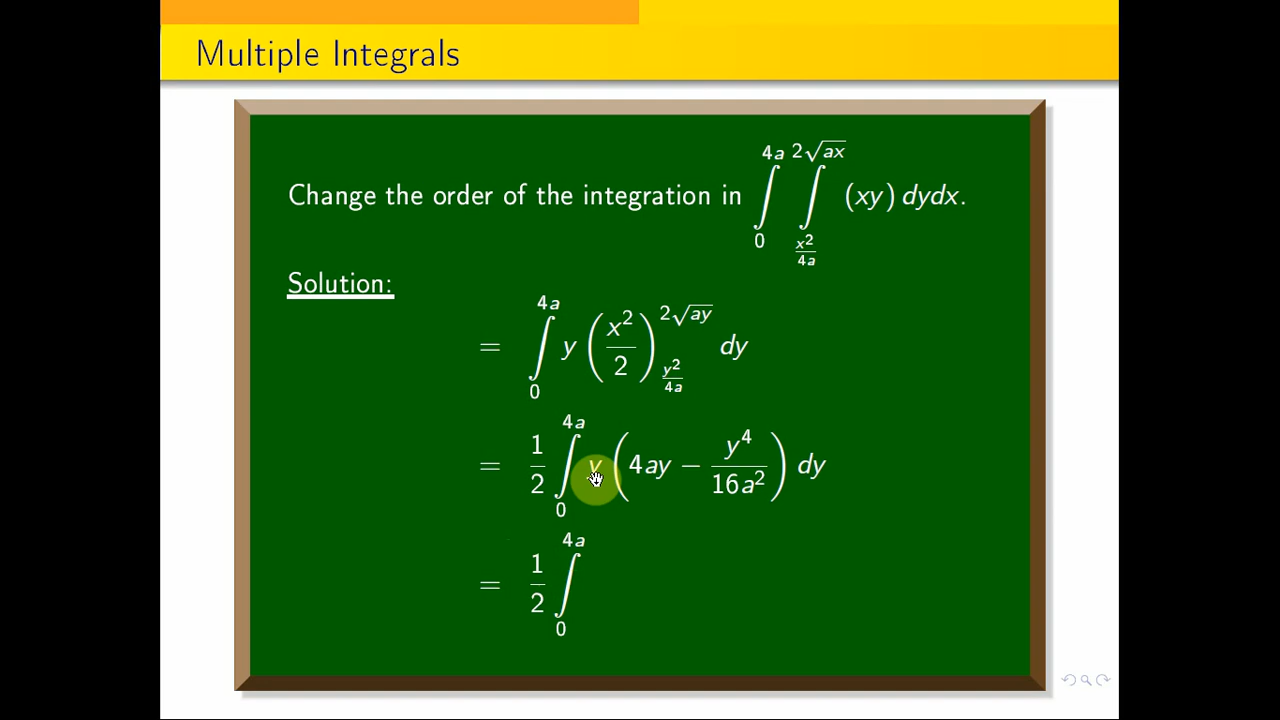 Multiple Integrals
Change the order of the integration in ∫_0^{4a} ∫_{x²/4a}^{2√ax} (xy) dydx.
Solution:
= ∫_0^{4a} y (x²/2)_{y²/4a}^{2√ay} dy
= 1/2 ∫_0^{4a} y (4ay − y⁴/16a²) dy
= 1/2 ∫_0^{4a}